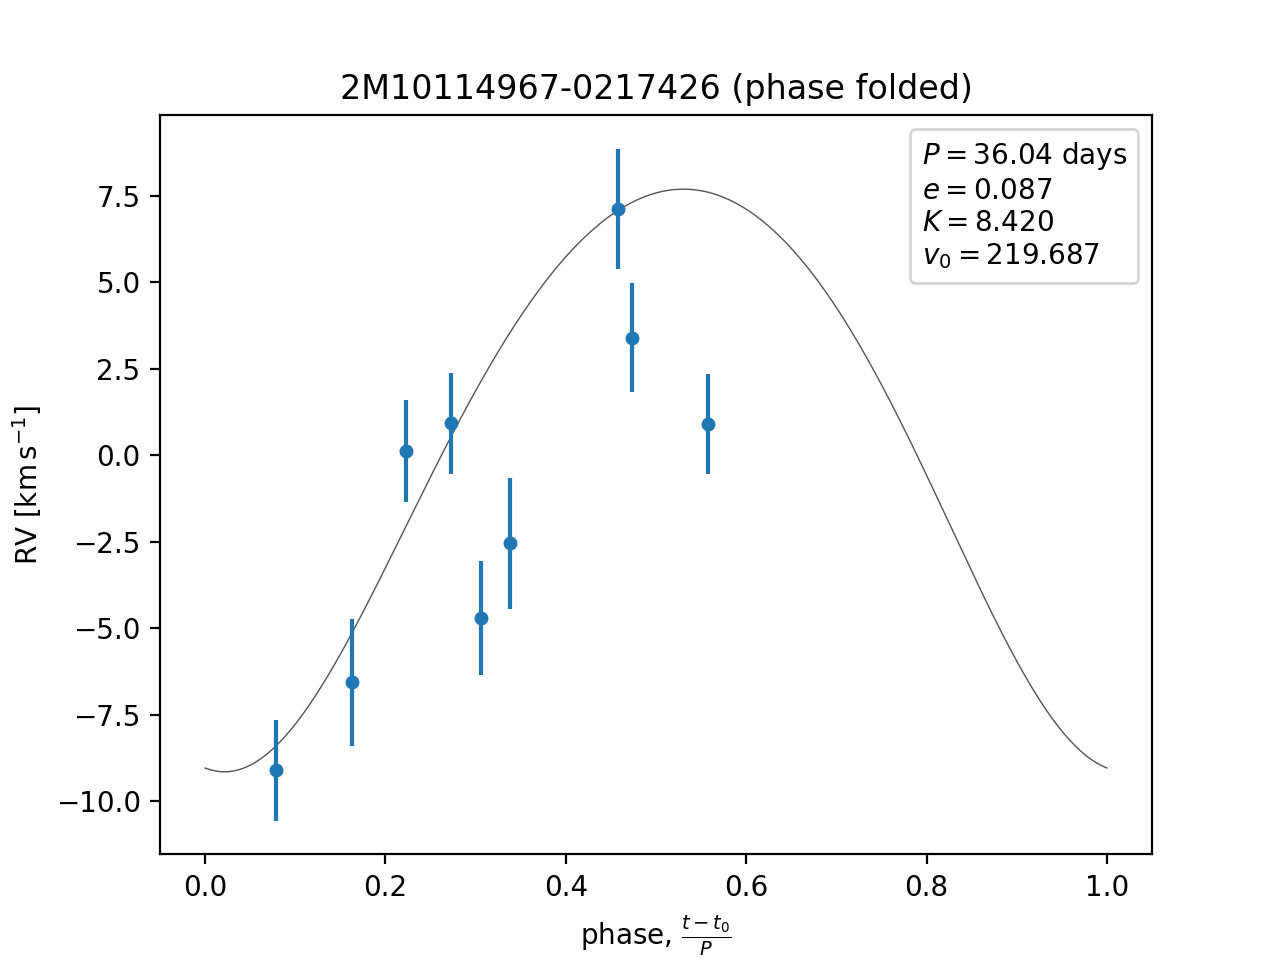 2M10114967-0217426 (phase folded)
P = 36.04 days
e = 0.087
K = 8.420
v₀ = 219.687
RV [km s⁻¹]
7.5
5.0
2.5
0.0
−2.5
−5.0
−7.5
−10.0
0.0 0.2 0.4 0.6 0.8 1.0
phase, (t − t₀)/P